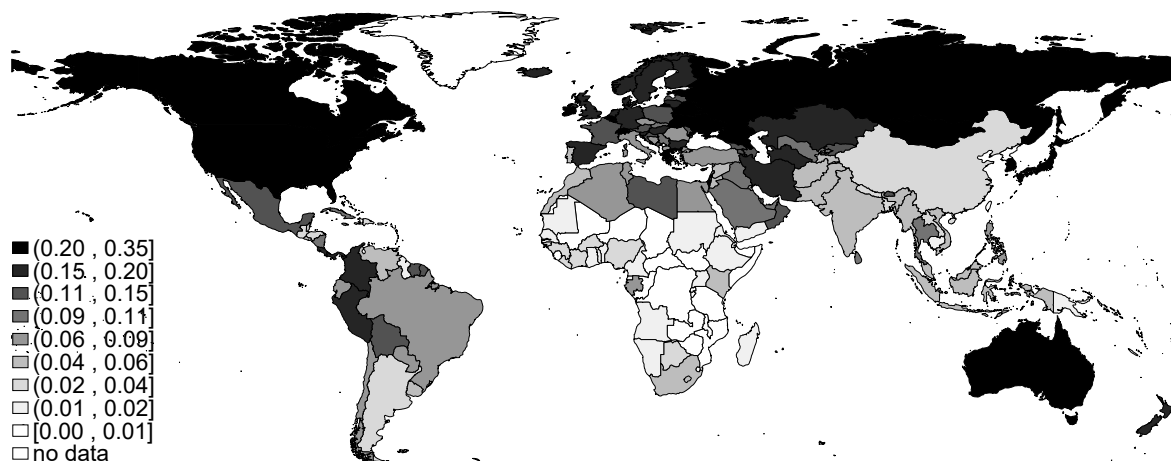 (0.20 , 0.35]
(0.15 , 0.20]
(0.11 , 0.15]
(0.09 , 0.11]
(0.06 , 0.09]
(0.04 , 0.06]
(0.02 , 0.04]
(0.01 , 0.02]
[0.00 , 0.01]
no data